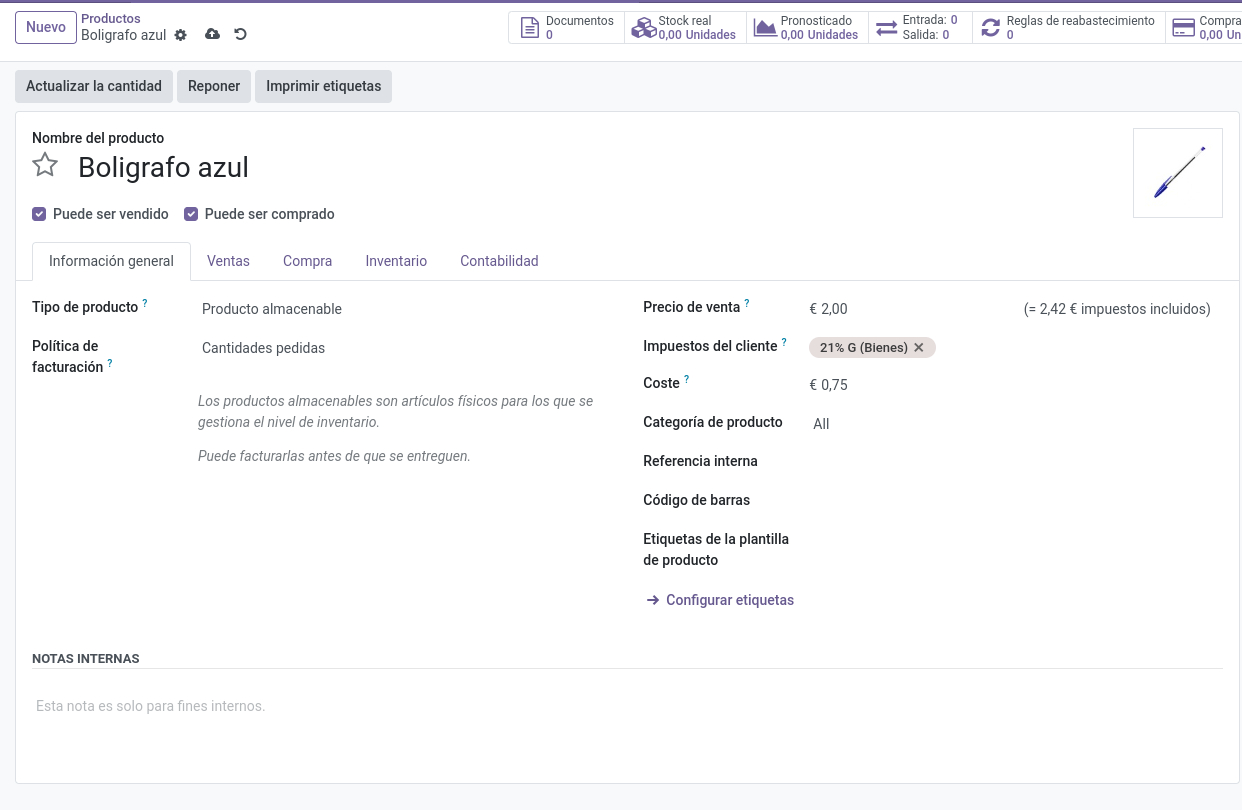 Nuevo
Productos
Boligrafo azul
Documentos
0
Stock real
0,00 Unidades
Pronosticado
0,00 Unidades
Entrada: 0
Salida: 0
Reglas de reabastecimiento
0
Compra
0,00 Un
Actualizar la cantidad
Reponer
Imprimir etiquetas
Nombre del producto
Boligrafo azul
Puede ser vendido
Puede ser comprado
Información general
Ventas
Compra
Inventario
Contabilidad
Tipo de producto ?
Producto almacenable
Política de
facturación ?
Cantidades pedidas
Los productos almacenables son artículos físicos para los que se
gestiona el nivel de inventario.
Puede facturarlas antes de que se entreguen.
Precio de venta ?
€ 2,00
(= 2,42 € impuestos incluidos)
Impuestos del cliente ?
21% G (Bienes) ✕
Coste ?
€ 0,75
Categoría de producto
All
Referencia interna
Código de barras
Etiquetas de la plantilla
de producto
→ Configurar etiquetas
NOTAS INTERNAS
Esta nota es solo para fines internos.